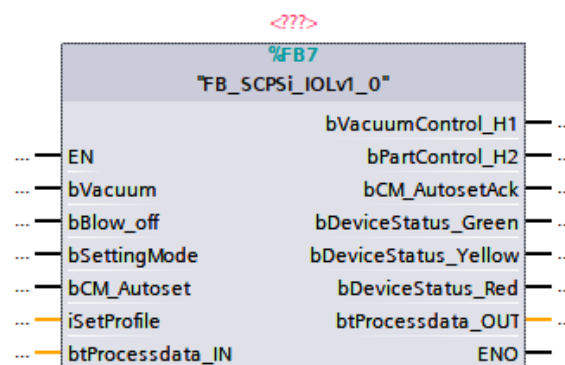 <???>
%FB7
"FB_SCPSi_IOLv1_0"
bVacuumControl_H1 ...
... EN bPartControl_H2 ...
... bVacuum bCM_AutosetAck ...
... bBlow_off bDeviceStatus_Green ...
... bSettingMode bDeviceStatus_Yellow ...
... bCM_Autoset bDeviceStatus_Red ...
... iSetProfile btProcessdata_OUT ...
... btProcessdata_IN ENO